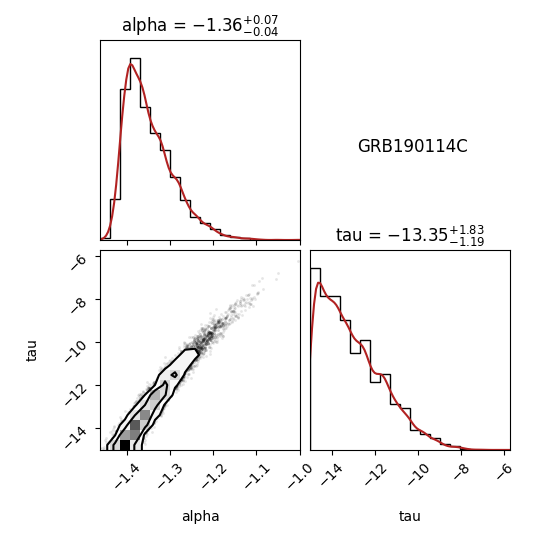 alpha = −1.36 +0.07 −0.04
GRB190114C
tau = −13.35 +1.83 −1.19
−6
−8
−10
−12
−14
tau
−1.4 −1.3 −1.2 −1.1 −1.0
−14 −12 −10 −8 −6
alpha
tau